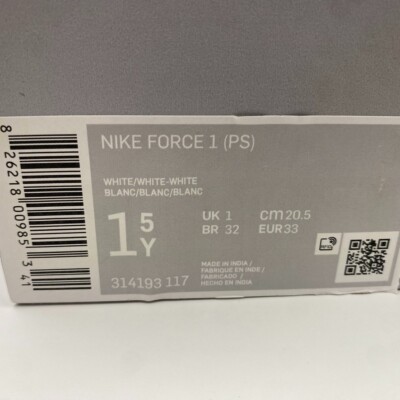 NIKE FORCE 1 (PS)
WHITE/WHITE-WHITE
BLANC/BLANC/BLANC
1 5 Y
UK 1 cm 20.5
BR 32 EUR 33
314193 117
MADE IN INDIA /
FABRIQUE EN INDE /
FABRICADO /
HECHO EN INDIA
8 26218 00985 3 41